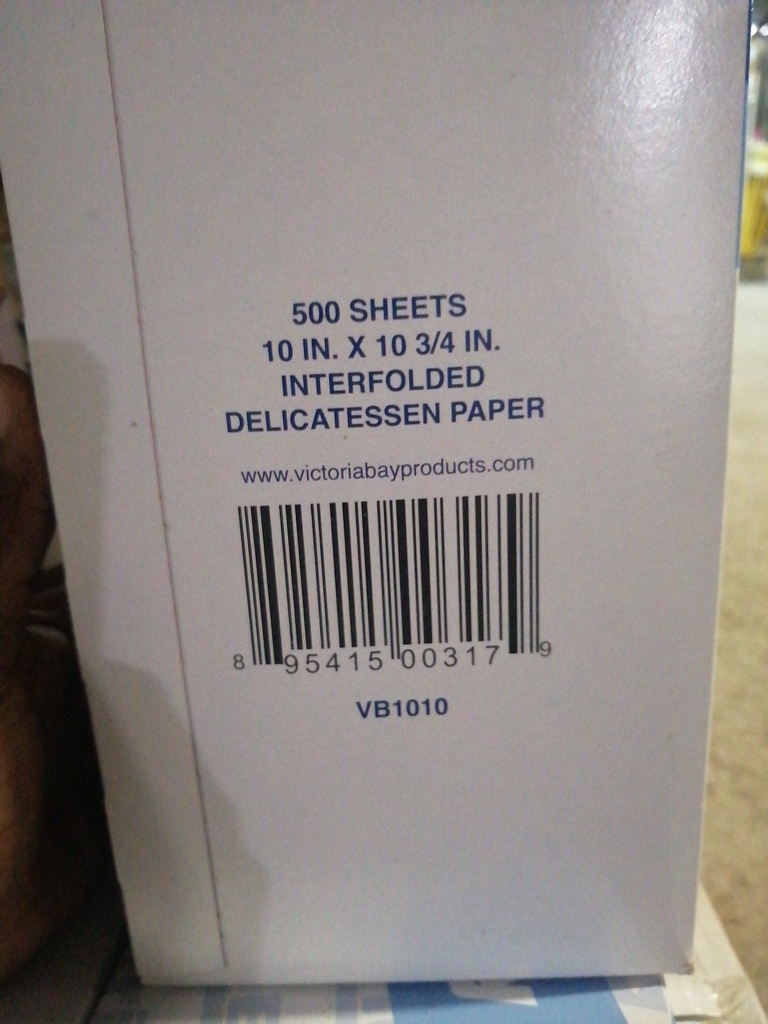 500 SHEETS
10 IN. X 10 3/4 IN.
INTERFOLDED
DELICATESSEN PAPER
www.victoriabayproducts.com
8 95415 00317 9
VB1010